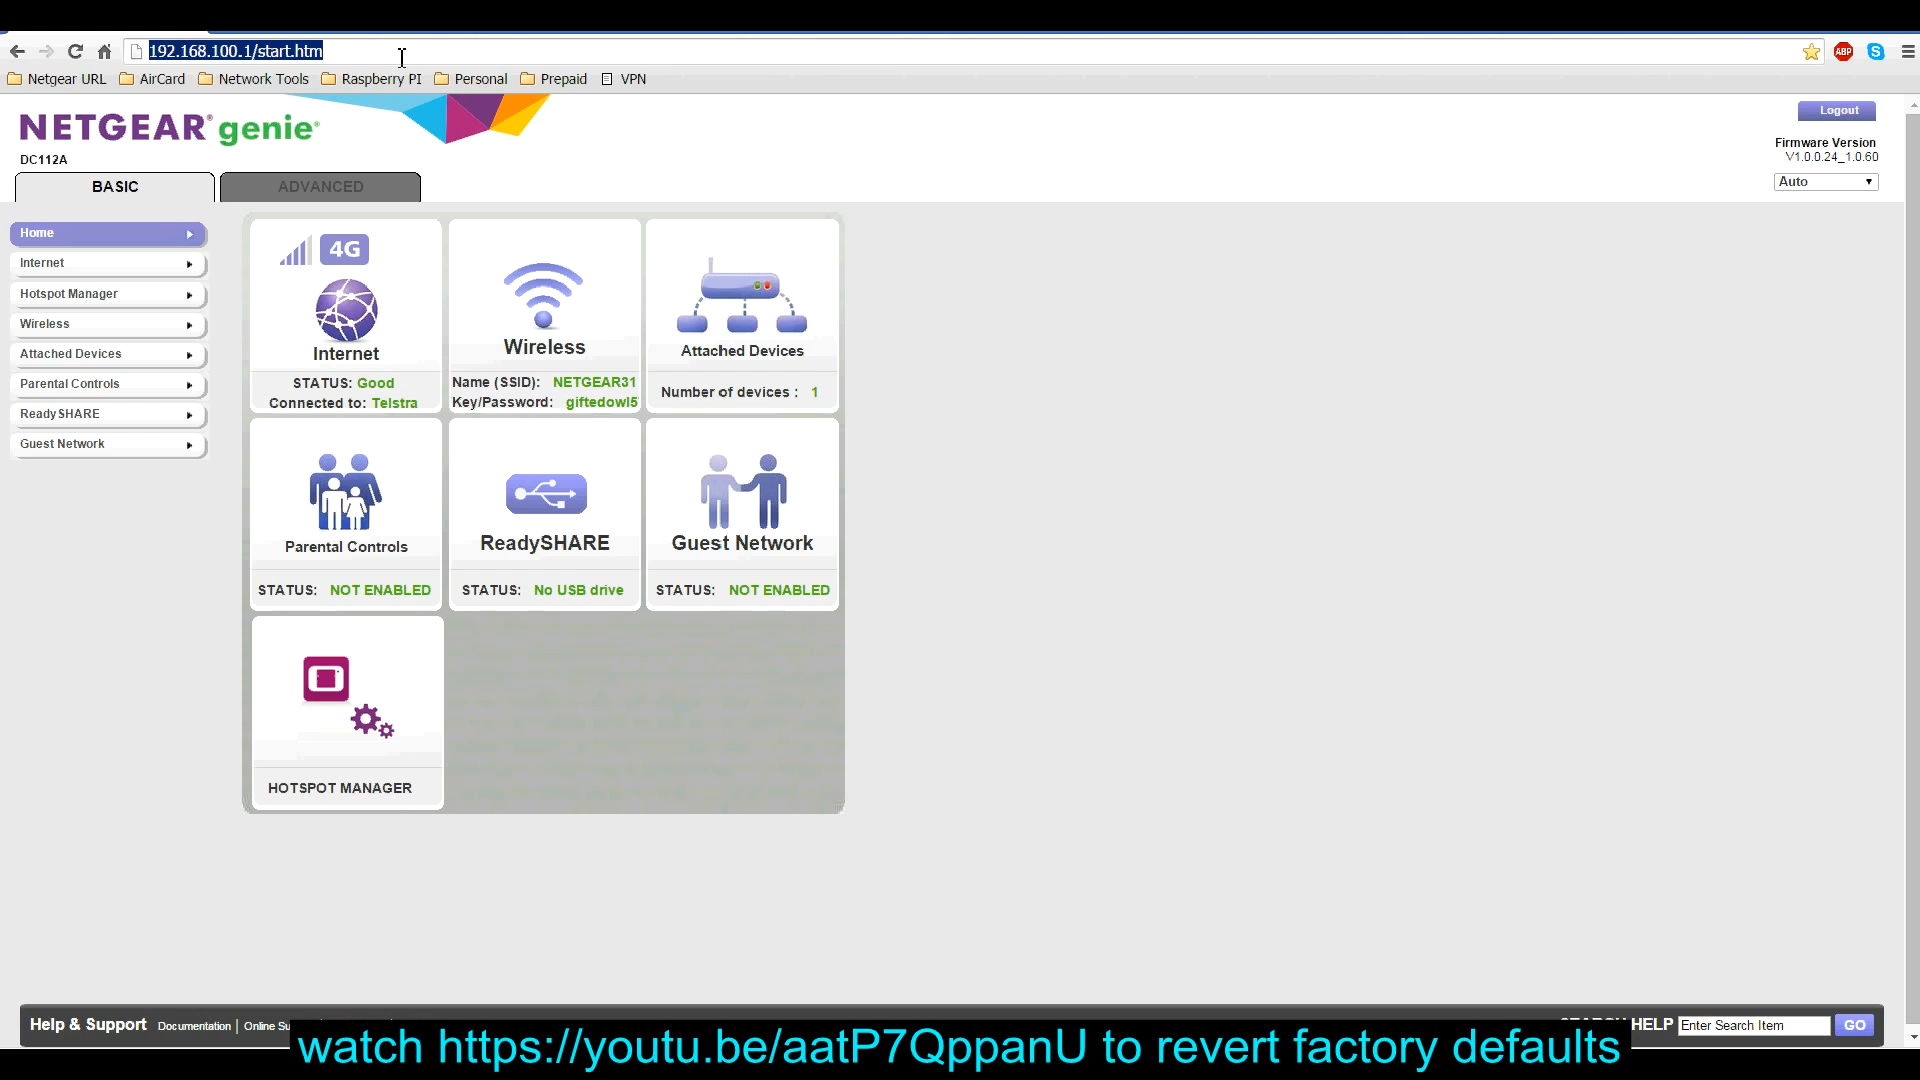 192.168.100.1/start.htm
ABP
Netgear URL AirCard Network Tools Raspberry PI Personal Prepaid VPN
NETGEAR® genie®
DC112A
Logout
Firmware Version
V1.0.0.24_1.0.60
Auto
BASIC
ADVANCED
Home
Internet
Hotspot Manager
Wireless
Attached Devices
Parental Controls
ReadySHARE
Guest Network
4G
Internet
STATUS: Good
Connected to: Telstra
Wireless
Name (SSID): NETGEAR31
Key/Password: giftedowl5
Attached Devices
Number of devices : 1
Parental Controls
STATUS: NOT ENABLED
ReadySHARE
STATUS: No USB drive
Guest Network
STATUS: NOT ENABLED
HOTSPOT MANAGER
Help & Support Documentation | Online Su
HELP Enter Search Item GO
watch https://youtu.be/aatP7QppanU to revert factory defaults